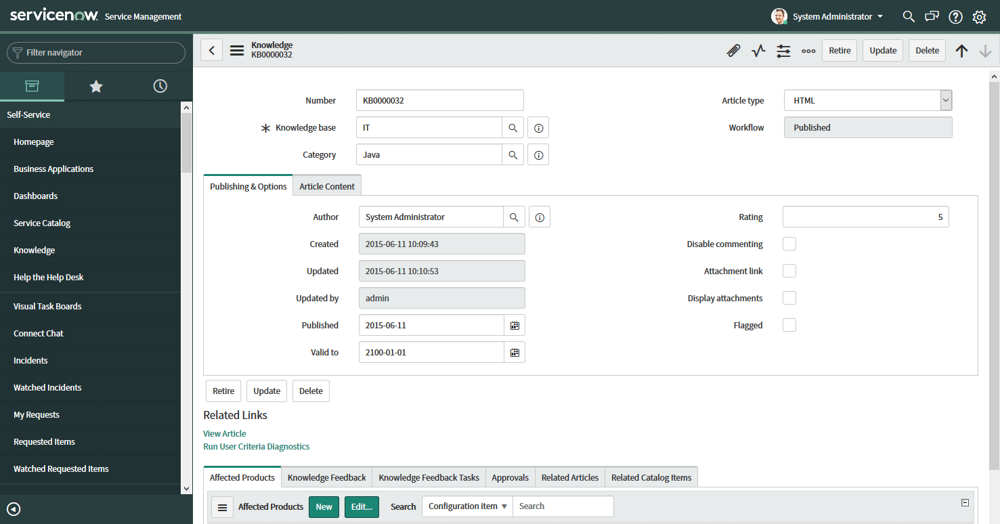 servicenow Service Management
System Administrator
Filter navigator
Self-Service
Homepage
Business Applications
Dashboards
Service Catalog
Knowledge
Help the Help Desk
Visual Task Boards
Connect Chat
Incidents
Watched Incidents
My Requests
Requested Items
Watched Requested Items
Knowledge
KB0000032
Retire Update Delete
Number KB0000032
Article type HTML
Knowledge base IT
Workflow Published
Category Java
Publishing & Options Article Content
Author System Administrator
Rating 5
Created 2015-06-11 10:09:43
Disable commenting
Updated 2015-06-11 10:10:53
Attachment link
Updated by admin
Display attachments
Published 2015-06-11
Flagged
Valid to 2100-01-01
Retire Update Delete
Related Links
View Article
Run User Criteria Diagnostics
Affected Products Knowledge Feedback Knowledge Feedback Tasks Approvals Related Articles Related Catalog Items
Affected Products New Edit... Search Configuration item Search